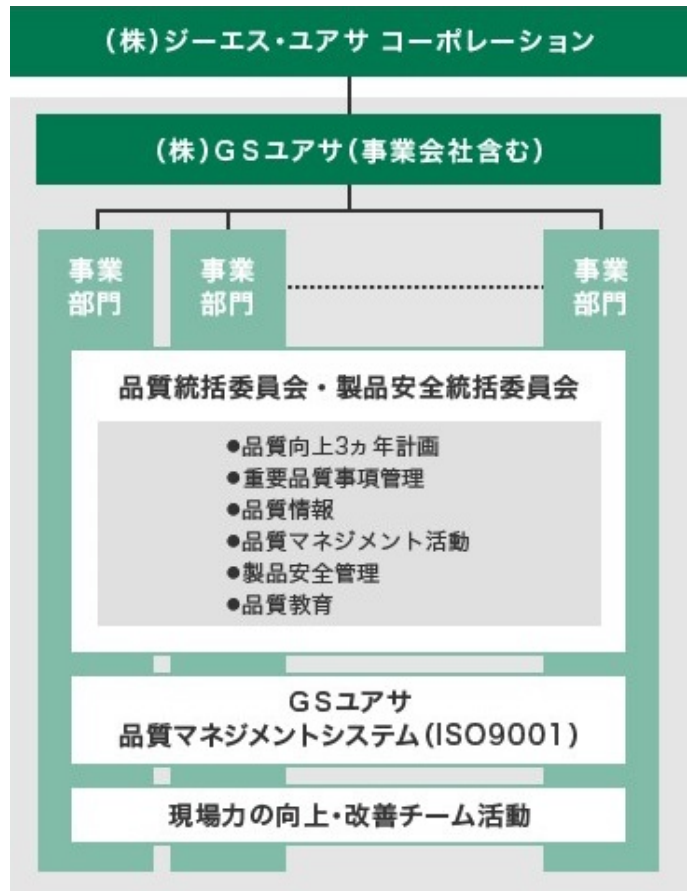 (株)ジーエス・ユアサ コーポレーション
(株)GSユアサ(事業会社含む)
事業
部門
事業
部門
事業
部門
品質統括委員会・製品安全統括委員会
●品質向上3ヵ年計画
●重要品質事項管理
●品質情報
●品質マネジメント活動
●製品安全管理
●品質教育
GSユアサ
品質マネジメントシステム(ISO9001)
現場力の向上・改善チーム活動